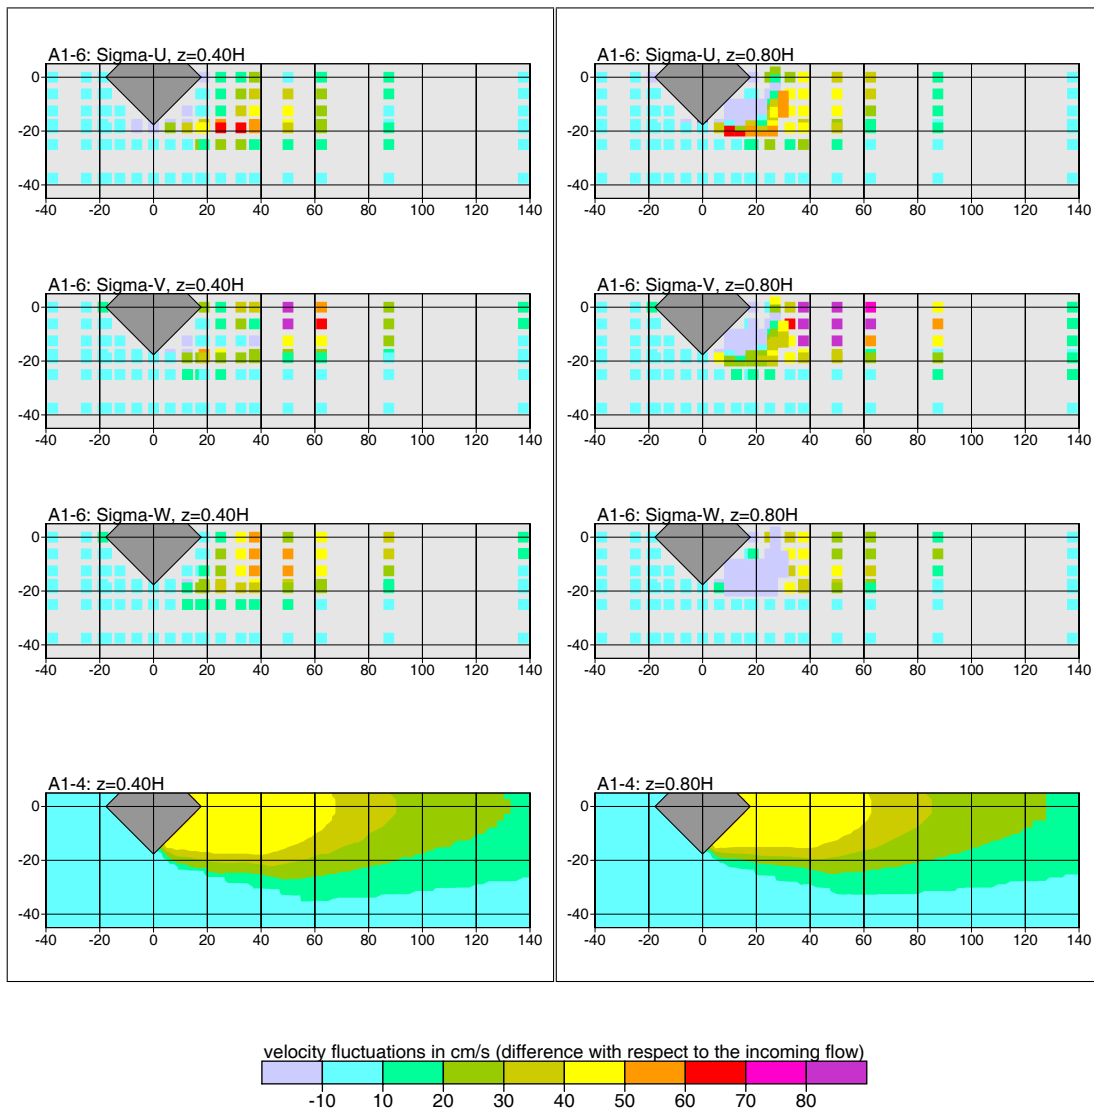 A1-6: Sigma-U, z=0.40H
0
-20
-40
-40 -20 0 20 40 60 80 100 120 140
A1-6: Sigma-U, z=0.80H
0
-20
-40
-40 -20 0 20 40 60 80 100 120 140
A1-6: Sigma-V, z=0.40H
0
-20
-40
-40 -20 0 20 40 60 80 100 120 140
A1-6: Sigma-V, z=0.80H
0
-20
-40
-40 -20 0 20 40 60 80 100 120 140
A1-6: Sigma-W, z=0.40H
0
-20
-40
-40 -20 0 20 40 60 80 100 120 140
A1-6: Sigma-W, z=0.80H
0
-20
-40
-40 -20 0 20 40 60 80 100 120 140
A1-4: z=0.40H
0
-20
-40
-40 -20 0 20 40 60 80 100 120 140
A1-4: z=0.80H
0
-20
-40
-40 -20 0 20 40 60 80 100 120 140
velocity fluctuations in cm/s (difference with respect to the incoming flow)
-10 10 20 30 40 50 60 70 80